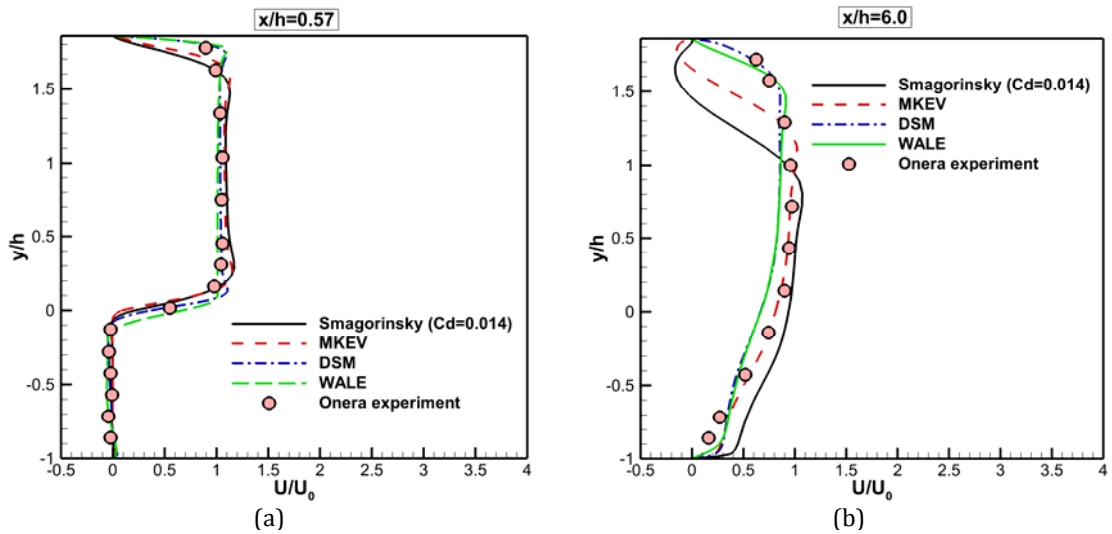 x/h=0.57
y/h
1.5
1
0.5
0
-0.5
-1
Smagorinsky (Cd=0.014)
MKEV
DSM
WALE
Onera experiment
-0.5 0 0.5 1 1.5 2 2.5 3 3.5 4
U/U0
(a)
x/h=6.0
y/h
1.5
1
0.5
0
-0.5
-1
Smagorinsky (Cd=0.014)
MKEV
DSM
WALE
Onera experiment
-0.5 0 0.5 1 1.5 2 2.5 3 3.5 4
U/U0
(b)